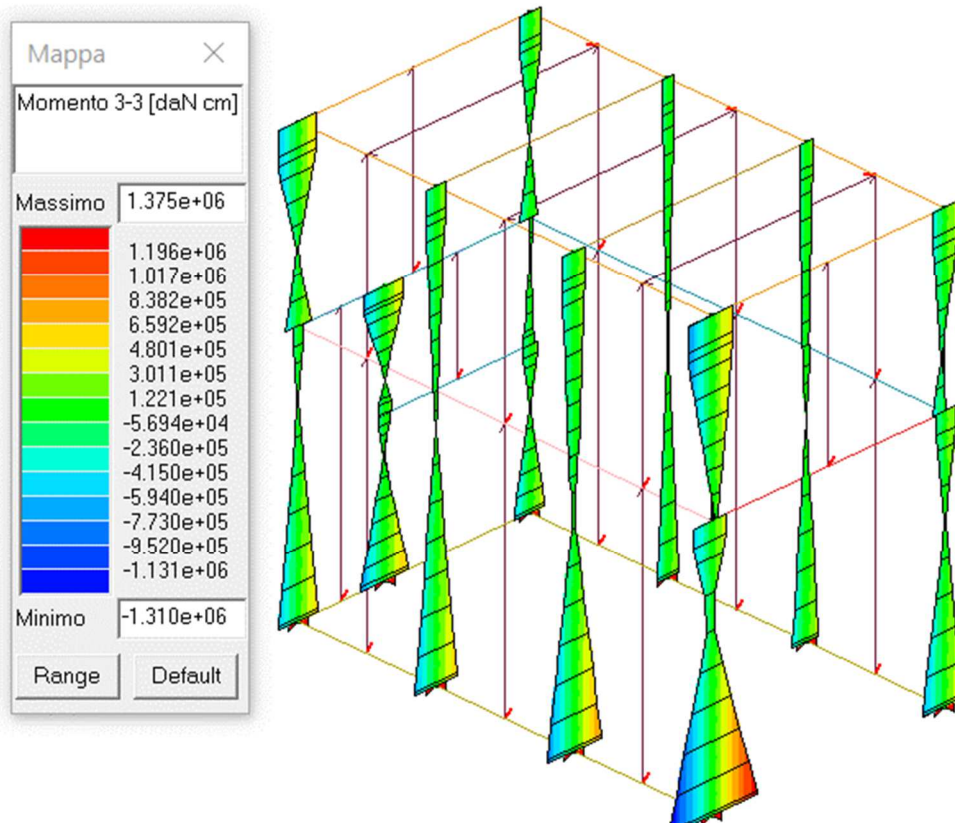 Mappa
Momento 3-3 [daN cm]
Massimo 1.375e+06
1.196e+06
1.017e+06
8.382e+05
6.592e+05
4.801e+05
3.011e+05
1.221e+05
-5.694e+04
-2.360e+05
-4.150e+05
-5.940e+05
-7.730e+05
-9.520e+05
-1.131e+06
Minimo -1.310e+06
Range Default